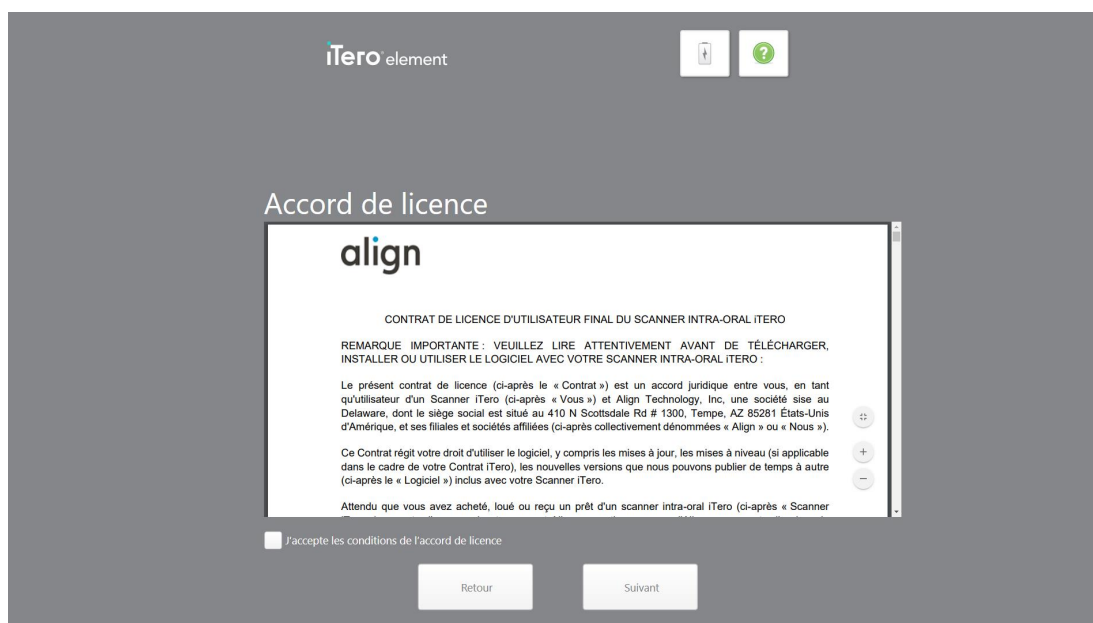 iTero element
Accord de licence
align
CONTRAT DE LICENCE D'UTILISATEUR FINAL DU SCANNER INTRA-ORAL iTERO
REMARQUE IMPORTANTE : VEUILLEZ LIRE ATTENTIVEMENT AVANT DE TÉLÉCHARGER,
INSTALLER OU UTILISER LE LOGICIEL AVEC VOTRE SCANNER INTRA-ORAL iTERO :
Le présent contrat de licence (ci-après le « Contrat ») est un accord juridique entre vous, en tant
qu'utilisateur d'un Scanner iTero (ci-après « Vous ») et Align Technology, Inc, une société sise au
Delaware, dont le siège social est situé au 410 N Scottsdale Rd # 1300, Tempe, AZ 85281 États-Unis
d'Amérique, et ses filiales et sociétés affiliées (ci-après collectivement dénommées « Align » ou « Nous »).
Ce Contrat régit votre droit d'utiliser le logiciel, y compris les mises à jour, les mises à niveau (si applicable
dans le cadre de votre Contrat iTero), les nouvelles versions que nous pouvons publier de temps à autre
(ci-après le « Logiciel ») inclus avec votre Scanner iTero.
Attendu que vous avez acheté, loué ou reçu un prêt d'un scanner intra-oral iTero (ci-après « Scanner
J'accepte les conditions de l'accord de licence
Retour
Suivant